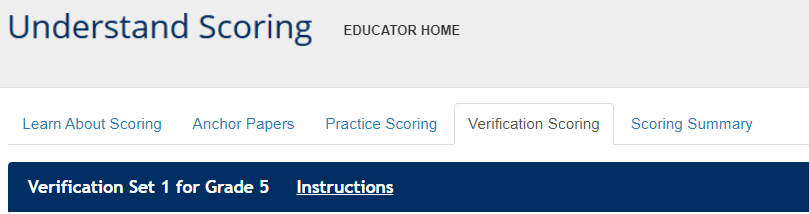 Understand Scoring EDUCATOR HOME
Learn About Scoring Anchor Papers Practice Scoring Verification Scoring Scoring Summary
Verification Set 1 for Grade 5 Instructions